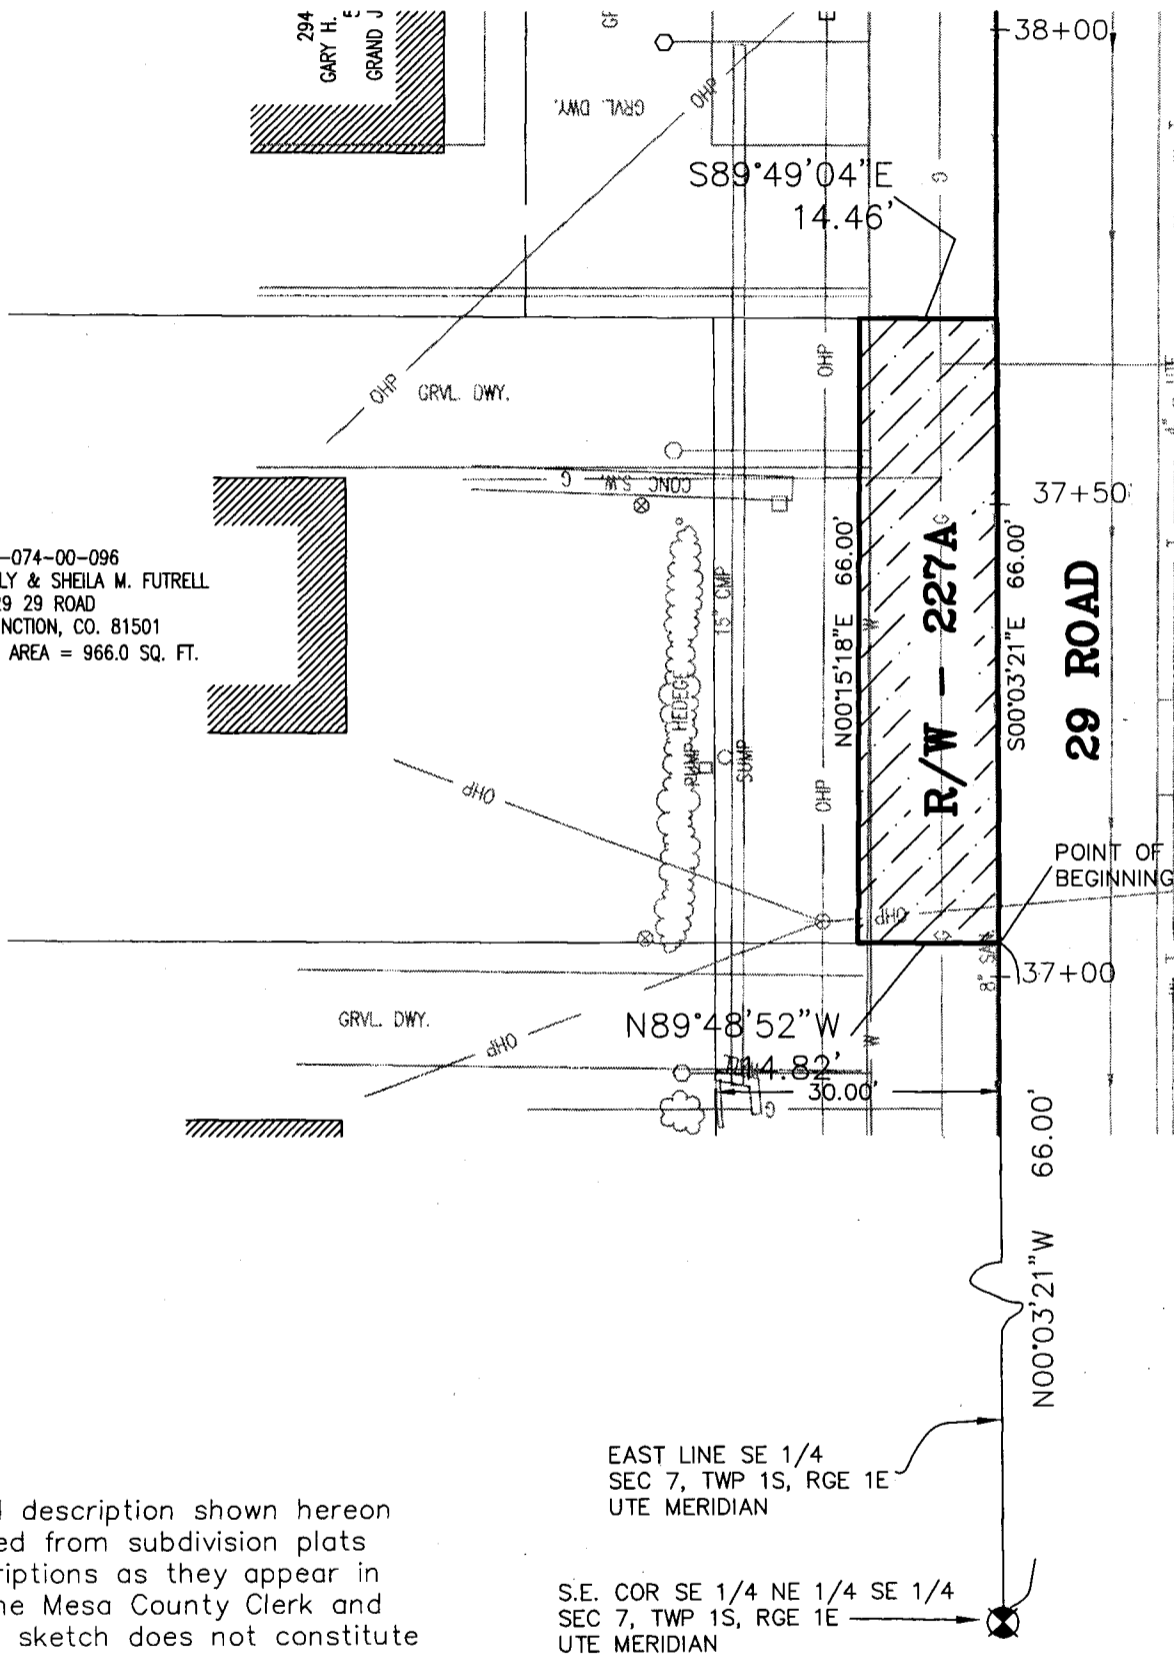 294
GARY H.
GRAND J
GRVL. DWY.
38+00
OHP
S89°49'04"E
14.46'
G
OHP
GRVL. DWY.
OHP
CONC S.W.
G
37+50
G
-074-00-096
LY & SHEILA M. FUTRELL
29 29 ROAD
NCTION, CO. 81501
AREA = 966.0 SQ. FT.
15" CMP
HEDEGE
PUMP
SUMP
N00°15'18"E 66.00'
W
R/W - 227A
S00°03'21"E 66.00'
29 ROAD
OHP
OHP
POINT OF
BEGINNING
OHP
G
8" SAN
37+00
GRVL. DWY.
OHP
N89°48'52"W
14.82'
W
30.00'
G
N00°03'21"W 66.00'
EAST LINE SE 1/4
SEC 7, TWP 1S, RGE 1E
UTE MERIDIAN
description shown hereon
ed from subdivision plats
riptions as they appear in
he Mesa County Clerk and
sketch does not constitute
S.E. COR SE 1/4 NE 1/4 SE 1/4
SEC 7, TWP 1S, RGE 1E
UTE MERIDIAN